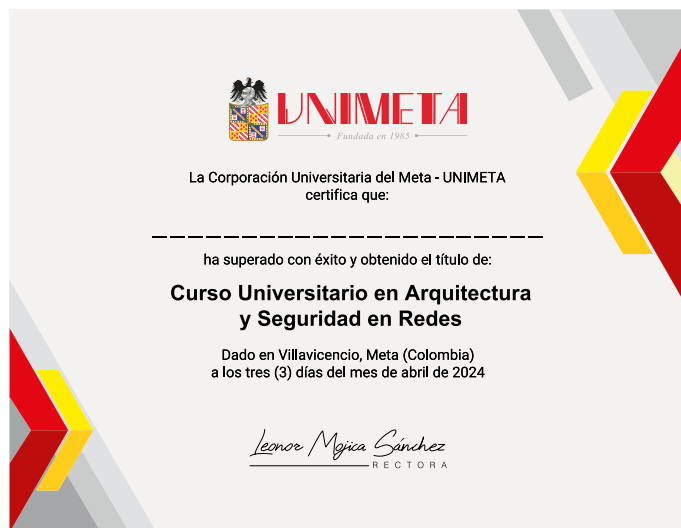 UNIMETA
Fundada en 1985
La Corporación Universitaria del Meta - UNIMETA
certifica que:
ha superado con éxito y obtenido el título de:
Curso Universitario en Arquitectura
y Seguridad en Redes
Dado en Villavicencio, Meta (Colombia)
a los tres (3) días del mes de abril de 2024
Leonor Mojica Sánchez
RECTORA